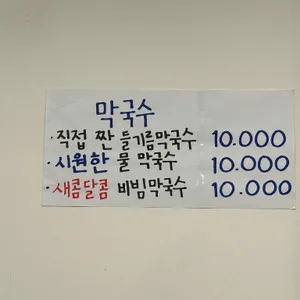 막국수
· 직접 짠 들기름막국수 10.000
· 시원한 물 막국수 10.000
· 새콤달콤 비빔막국수 10.000